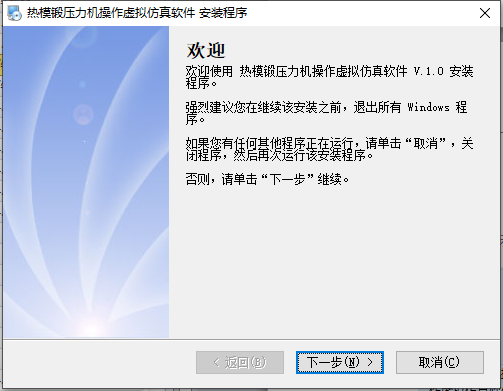 热模锻压力机操作虚拟仿真软件 安装程序
欢迎
欢迎使用 热模锻压力机操作虚拟仿真软件 V.1.0 安装
程序。
强烈建议您在继续该安装之前，退出所有 Windows 程
序。
如果您有任何其他程序正在运行，请单击“取消”，关
闭程序，然后再次运行该安装程序。
否则，请单击“下一步”继续。
< 返回(B)
下一步(N) >
取消(C)